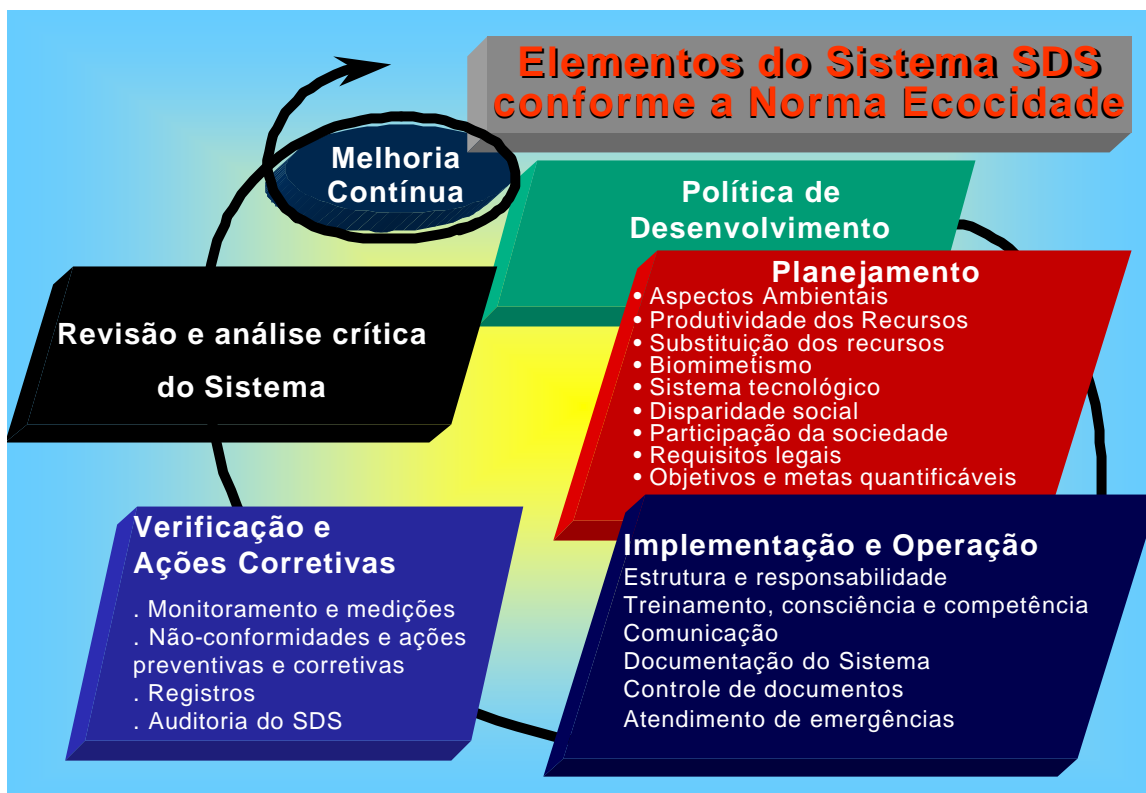 Elementos do Sistema SDS
conforme a Norma Ecocidade
Melhoria
Contínua
Política de
Desenvolvimento
Planejamento
• Aspectos Ambientais
• Produtividade dos Recursos
• Substituição dos recursos
• Biomimetismo
• Sistema tecnológico
• Disparidade social
• Participação da sociedade
• Requisitos legais
• Objetivos e metas quantificáveis
Implementação e Operação
Estrutura e responsabilidade
Treinamento, consciência e competência
Comunicação
Documentação do Sistema
Controle de documentos
Atendimento de emergências
Verificação e
Ações Corretivas
. Monitoramento e medições
. Não-conformidades e ações
preventivas e corretivas
. Registros
. Auditoria do SDS
Revisão e análise crítica
do Sistema